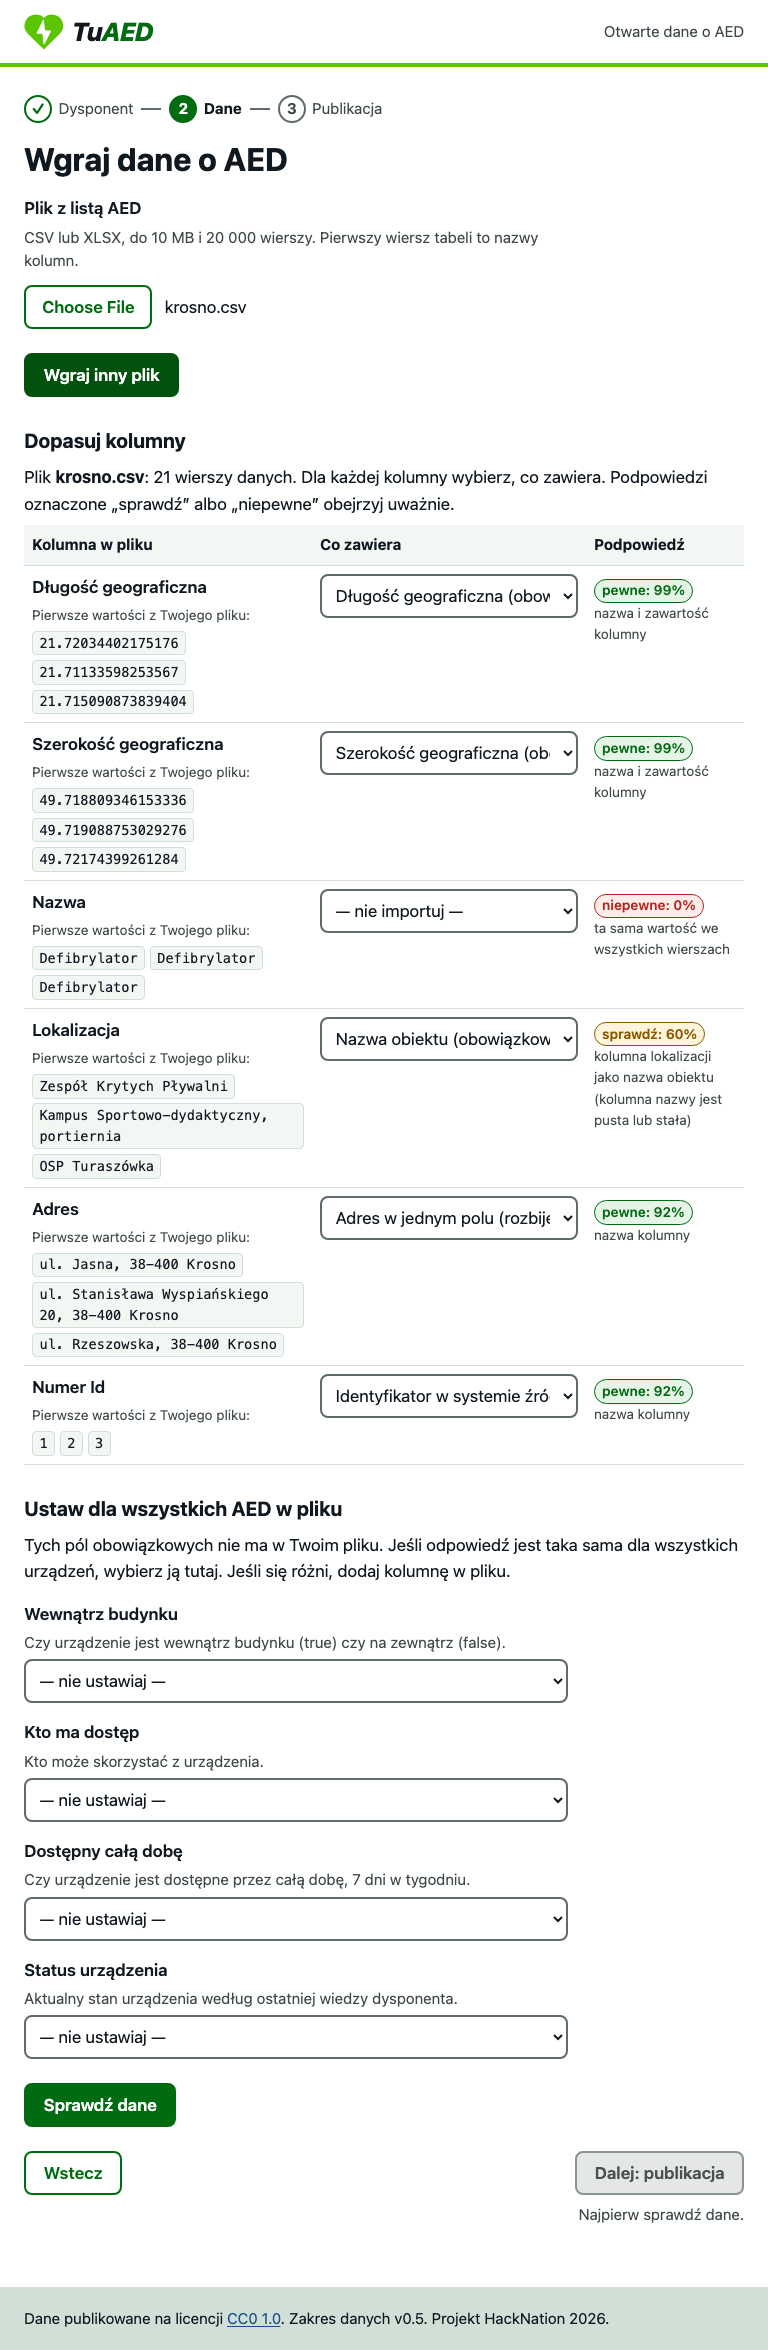 TuAED
Otwarte dane o AED
Dysponent
2 Dane
3 Publikacja
Wgraj dane o AED
Plik z listą AED
CSV lub XLSX, do 10 MB i 20 000 wierszy. Pierwszy wiersz tabeli to nazwy
kolumn.
Choose File krosno.csv
Wgraj inny plik
Dopasuj kolumny
Plik krosno.csv: 21 wierszy danych. Dla każdej kolumny wybierz, co zawiera. Podpowiedzi
oznaczone „sprawdź” albo „niepewne” obejrzyj uważnie.
Kolumna w pliku Co zawiera Podpowiedź
Długość geograficzna
Pierwsze wartości z Twojego pliku:
21.72034402175176
21.71133598253567
21.715090873839404
Długość geograficzna (obow
pewne: 99%
nazwa i zawartość
kolumny
Szerokość geograficzna
Pierwsze wartości z Twojego pliku:
49.718809346153336
49.719088753029276
49.72174399261284
Szerokość geograficzna (obo
pewne: 99%
nazwa i zawartość
kolumny
Nazwa
Pierwsze wartości z Twojego pliku:
Defibrylator Defibrylator
Defibrylator
— nie importuj —
niepewne: 0%
ta sama wartość we
wszystkich wierszach
Lokalizacja
Pierwsze wartości z Twojego pliku:
Zespół Krytych Pływalni
Kampus Sportowo-dydaktyczny,
portiernia
OSP Turaszówka
Nazwa obiektu (obowiązkow
sprawdź: 60%
kolumna lokalizacji
jako nazwa obiektu
(kolumna nazwy jest
pusta lub stała)
Adres
Pierwsze wartości z Twojego pliku:
ul. Jasna, 38-400 Krosno
ul. Stanisława Wyspiańskiego
20, 38-400 Krosno
ul. Rzeszowska, 38-400 Krosno
Adres w jednym polu (rozbije
pewne: 92%
nazwa kolumny
Numer Id
Pierwsze wartości z Twojego pliku:
1 2 3
Identyfikator w systemie źró
pewne: 92%
nazwa kolumny
Ustaw dla wszystkich AED w pliku
Tych pól obowiązkowych nie ma w Twoim pliku. Jeśli odpowiedź jest taka sama dla wszystkich
urządzeń, wybierz ją tutaj. Jeśli się różni, dodaj kolumnę w pliku.
Wewnątrz budynku
Czy urządzenie jest wewnątrz budynku (true) czy na zewnątrz (false).
— nie ustawiaj —
Kto ma dostęp
Kto może skorzystać z urządzenia.
— nie ustawiaj —
Dostępny całą dobę
Czy urządzenie jest dostępne przez całą dobę, 7 dni w tygodniu.
— nie ustawiaj —
Status urządzenia
Aktualny stan urządzenia według ostatniej wiedzy dysponenta.
— nie ustawiaj —
Sprawdź dane
Wstecz
Dalej: publikacja
Najpierw sprawdź dane.
Dane publikowane na licencji CC0 1.0. Zakres danych v0.5. Projekt HackNation 2026.